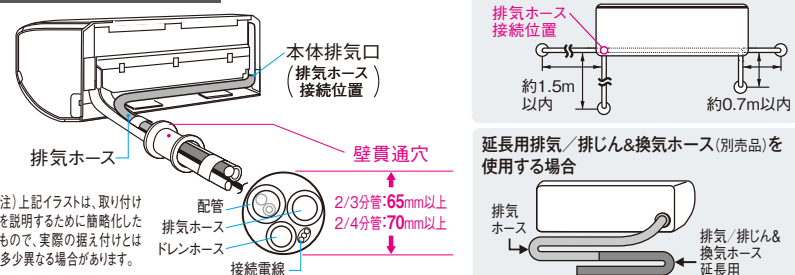 本体排気口
(排気ホース
接続位置)
排気ホース
壁貫通穴
2/3分管:65mm以上
2/4分管:70mm以上
配管
排気ホース
ドレンホース
接続電線
注)上記イラストは、取り付け
を説明するために簡略化した
もので、実際の据え付けとは
多少異なる場合があります。
排気ホース
接続位置
約1.5m
以内
約0.7m以内
延長用排気/排じん&換気ホース(別売品)を
使用する場合
排気
ホース
排気/排じん&
換気ホース
延長用